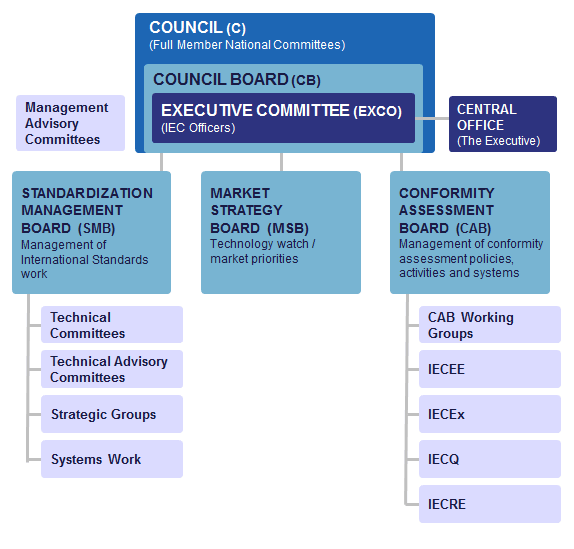 COUNCIL (C)
(Full Member National Committees)
COUNCIL BOARD (CB)
EXECUTIVE COMMITTEE (EXCO)
(IEC Officers)
Management
Advisory
Committees
CENTRAL
OFFICE
(The Executive)
STANDARDIZATION
MANAGEMENT
BOARD (SMB)
Management of
International Standards
work
MARKET
STRATEGY
BOARD (MSB)
Technology watch /
market priorities
CONFORMITY
ASSESSMENT
BOARD (CAB)
Management of conformity
assessment policies,
activities and systems
Technical
Committees
Technical Advisory
Committees
Strategic Groups
Systems Work
CAB Working
Groups
IECEE
IECEx
IECQ
IECRE